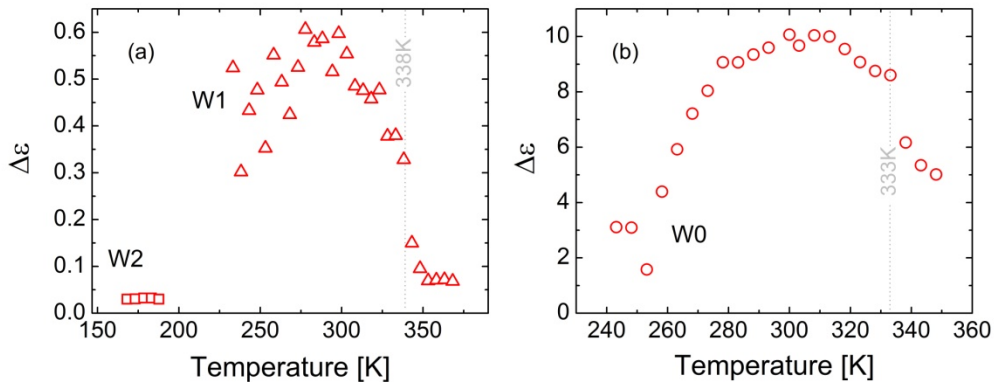 0.6
0.5
0.4
0.3
0.2
0.1
0.0
Δε
(a)
W1
W2
338K
150 200 250 300 350
Temperature [K]
10
8
6
4
2
0
Δε
(b)
W0
333K
240 260 280 300 320 340 360
Temperature [K]